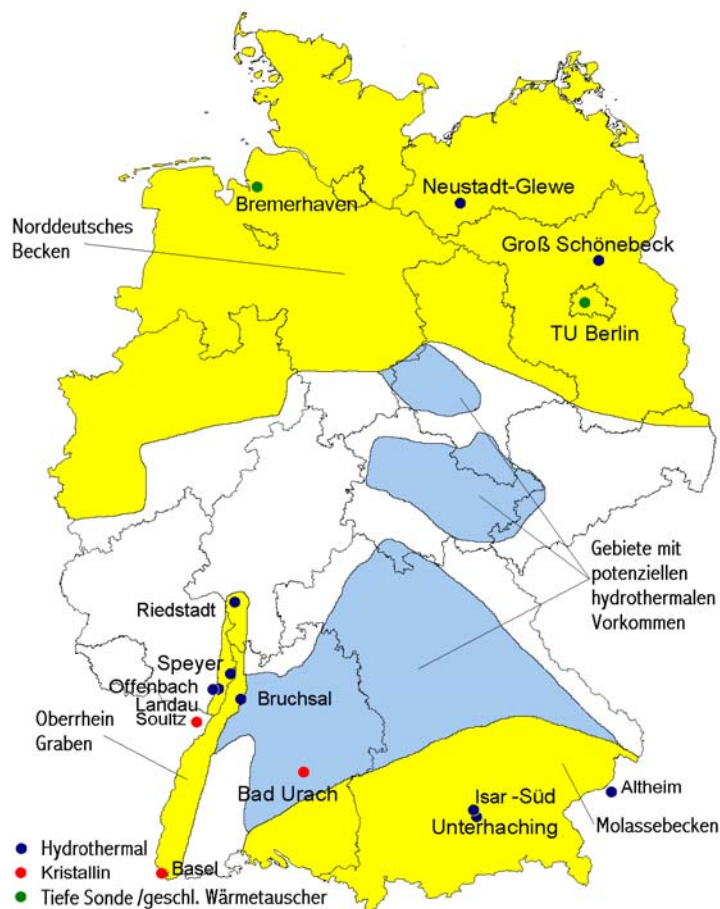 Neustadt-Glewe
Bremerhaven
Norddeutsches
Becken
Groß Schönebeck
TU Berlin
Gebiete mit
potenziellen
hydrothermalen
Vorkommen
Riedstadt
Speyer
Offenbach
Landau
Soultz
Bruchsal
Oberrhein
Graben
Bad Urach
Isar -Süd
Unterhaching
Altheim
Molassebecken
Basel
Hydrothermal
Kristallin
Tiefe Sonde /geschl. Wärmetauscher